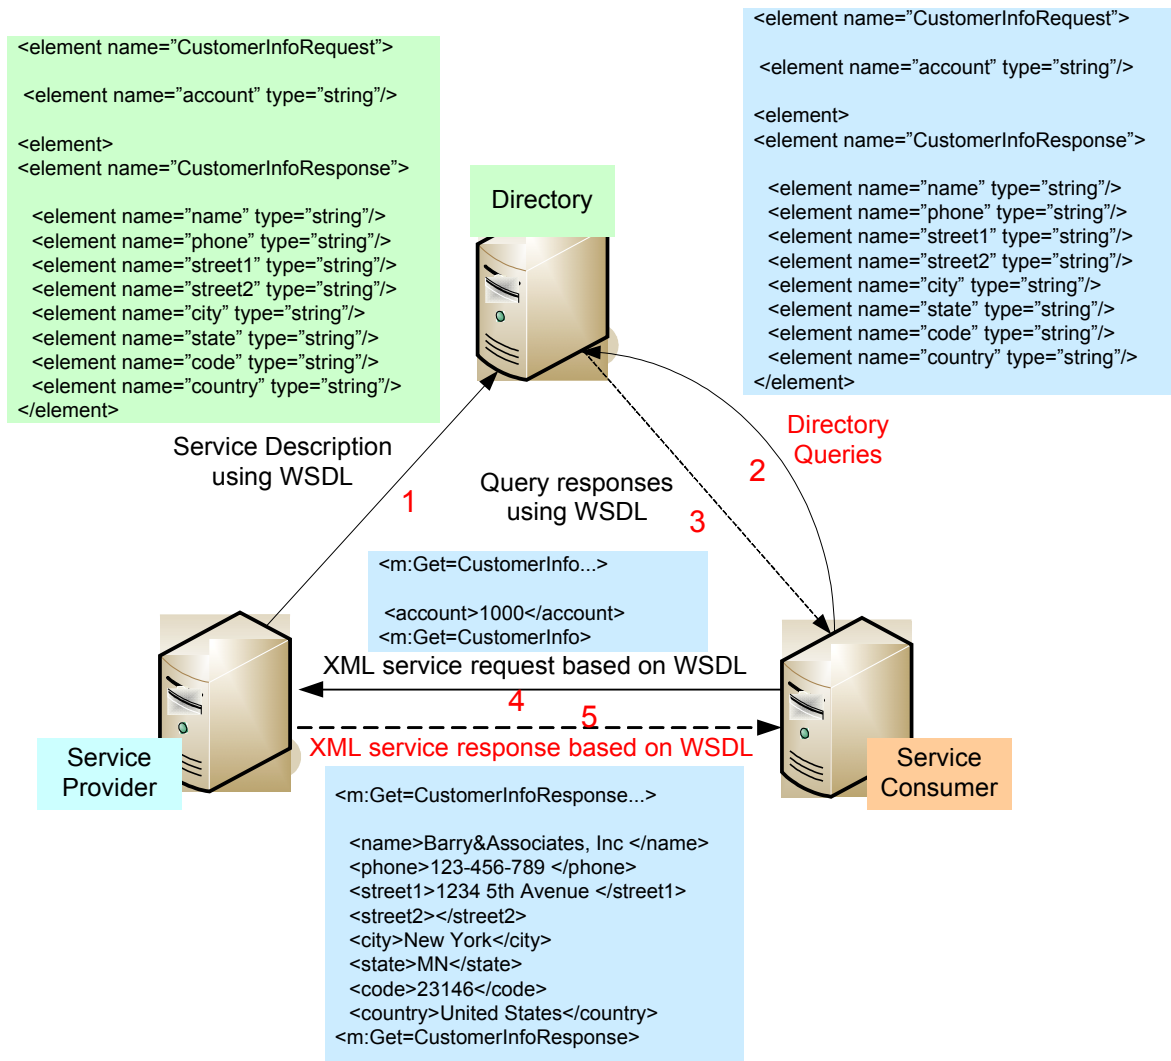 <element name=”CustomerInfoRequest”>
<element name=”account” type=”string”/>
<element>
<element name=”CustomerInfoResponse”>
<element name=”name” type=”string”/>
<element name=”phone” type=”string”/>
<element name=”street1” type=”string”/>
<element name=”street2” type=”string”/>
<element name=”city” type=”string”/>
<element name=”state” type=”string”/>
<element name=”code” type=”string”/>
<element name=”country” type=”string”/>
</element>
Directory
<element name=”CustomerInfoRequest”>
<element name=”account” type=”string”/>
<element>
<element name=”CustomerInfoResponse”>
<element name=”name” type=”string”/>
<element name=”phone” type=”string”/>
<element name=”street1” type=”string”/>
<element name=”street2” type=”string”/>
<element name=”city” type=”string”/>
<element name=”state” type=”string”/>
<element name=”code” type=”string”/>
<element name=”country” type=”string”/>
</element>
Service Description
using WSDL
1
Query responses
using WSDL
3
2
Directory
Queries
<m:Get=CustomerInfo...>
<account>1000</account>
<m:Get=CustomerInfo>
XML service request based on WSDL
4
5
XML service response based on WSDL
Service
Provider
Service
Consumer
<m:Get=CustomerInfoResponse...>
<name>Barry&Associates, Inc </name>
<phone>123-456-789 </phone>
<street1>1234 5th Avenue </street1>
<street2></street2>
<city>New York</city>
<state>MN</state>
<code>23146</code>
<country>United States</country>
<m:Get=CustomerInfoResponse>